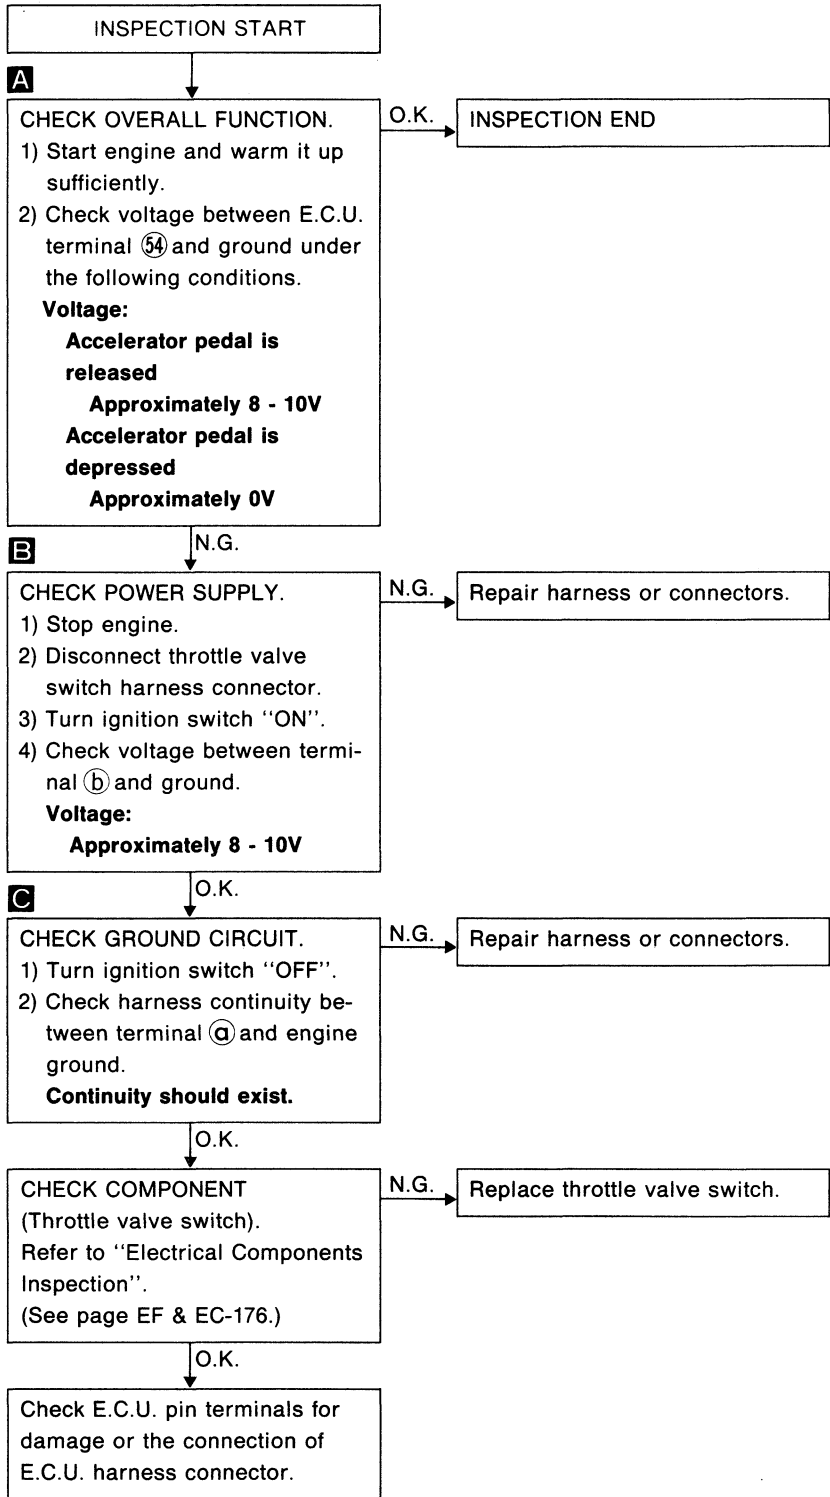 INSPECTION START
A
CHECK OVERALL FUNCTION.
1) Start engine and warm it up
sufficiently.
2) Check voltage between E.C.U.
terminal 54 and ground under
the following conditions.
Voltage:
Accelerator pedal is
released
Approximately 8 - 10V
Accelerator pedal is
depressed
Approximately 0V
O.K.
INSPECTION END
N.G.
B
CHECK POWER SUPPLY.
1) Stop engine.
2) Disconnect throttle valve
switch harness connector.
3) Turn ignition switch “ON”.
4) Check voltage between termi-
nal b and ground.
Voltage:
Approximately 8 - 10V
N.G.
Repair harness or connectors.
O.K.
C
CHECK GROUND CIRCUIT.
1) Turn ignition switch “OFF”.
2) Check harness continuity be-
tween terminal a and engine
ground.
Continuity should exist.
N.G.
Repair harness or connectors.
O.K.
CHECK COMPONENT
(Throttle valve switch).
Refer to “Electrical Components
Inspection”.
(See page EF & EC-176.)
N.G.
Replace throttle valve switch.
O.K.
Check E.C.U. pin terminals for
damage or the connection of
E.C.U. harness connector.